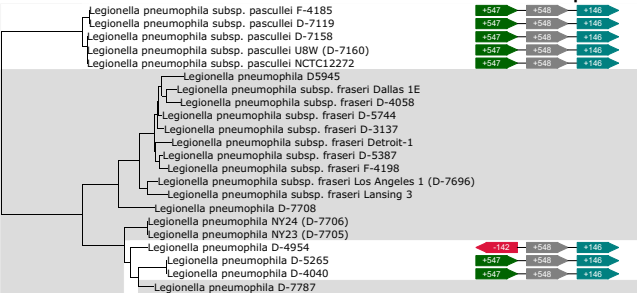 Legionella pneumophila subsp. pascullei F-4185 +547 +548 +146
Legionella pneumophila subsp. pascullei D-7119 +547 +548 +146
Legionella pneumophila subsp. pascullei D-7158 +547 +548 +146
Legionella pneumophila subsp. pascullei U8W (D-7160) +547 +548 +146
Legionella pneumophila subsp. pascullei NCTC12272 +547 +548 +146
Legionella pneumophila D5945
Legionella pneumophila subsp. fraseri Dallas 1E
Legionella pneumophila subsp. fraseri D-4058
Legionella pneumophila subsp. fraseri D-5744
Legionella pneumophila subsp. fraseri D-3137
Legionella pneumophila subsp. fraseri Detroit-1
Legionella pneumophila subsp. fraseri D-5387
Legionella pneumophila subsp. fraseri F-4198
Legionella pneumophila subsp. fraseri Los Angeles 1 (D-7696)
Legionella pneumophila subsp. fraseri Lansing 3
Legionella pneumophila D-7708
Legionella pneumophila NY24 (D-7706)
Legionella pneumophila NY23 (D-7705)
Legionella pneumophila D-4954 -142 +548 +146
Legionella pneumophila D-5265 +547 +548 +146
Legionella pneumophila D-4040 +547 +548 +146
Legionella pneumophila D-7787